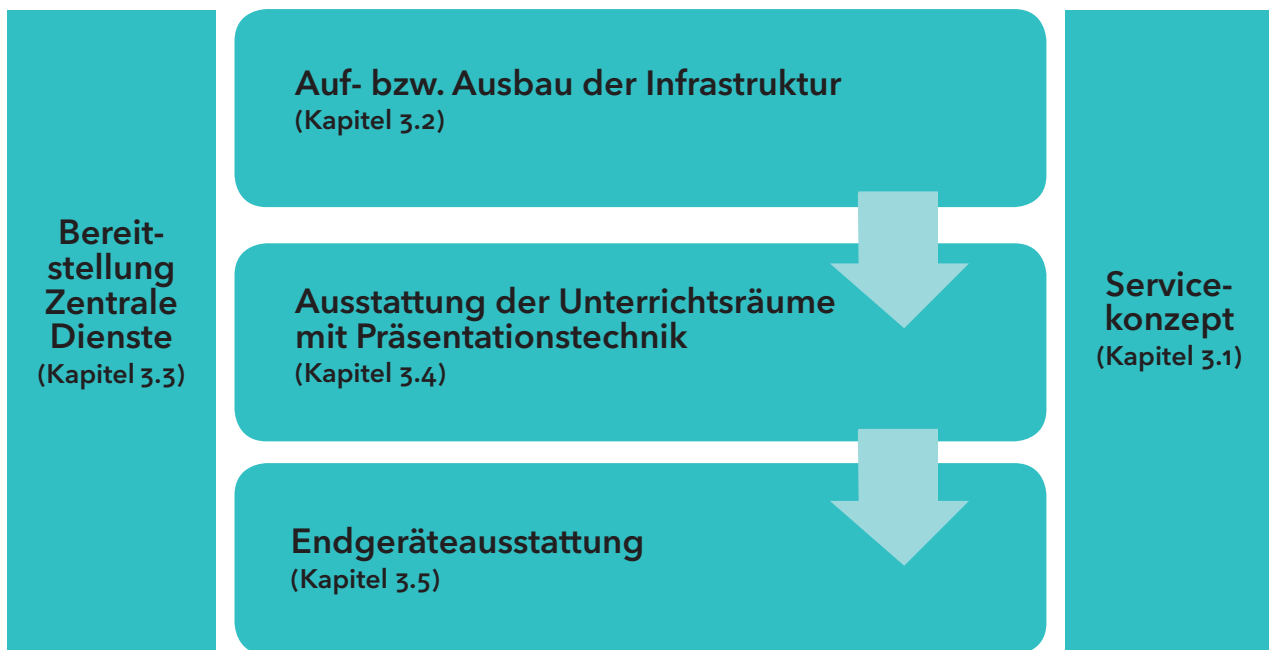 Bereit-
stellung
Zentrale
Dienste
(Kapitel 3.3)
Auf- bzw. Ausbau der Infrastruktur
(Kapitel 3.2)
Ausstattung der Unterrichtsräume
mit Präsentationstechnik
(Kapitel 3.4)
Endgeräteausstattung
(Kapitel 3.5)
Service-
konzept
(Kapitel 3.1)